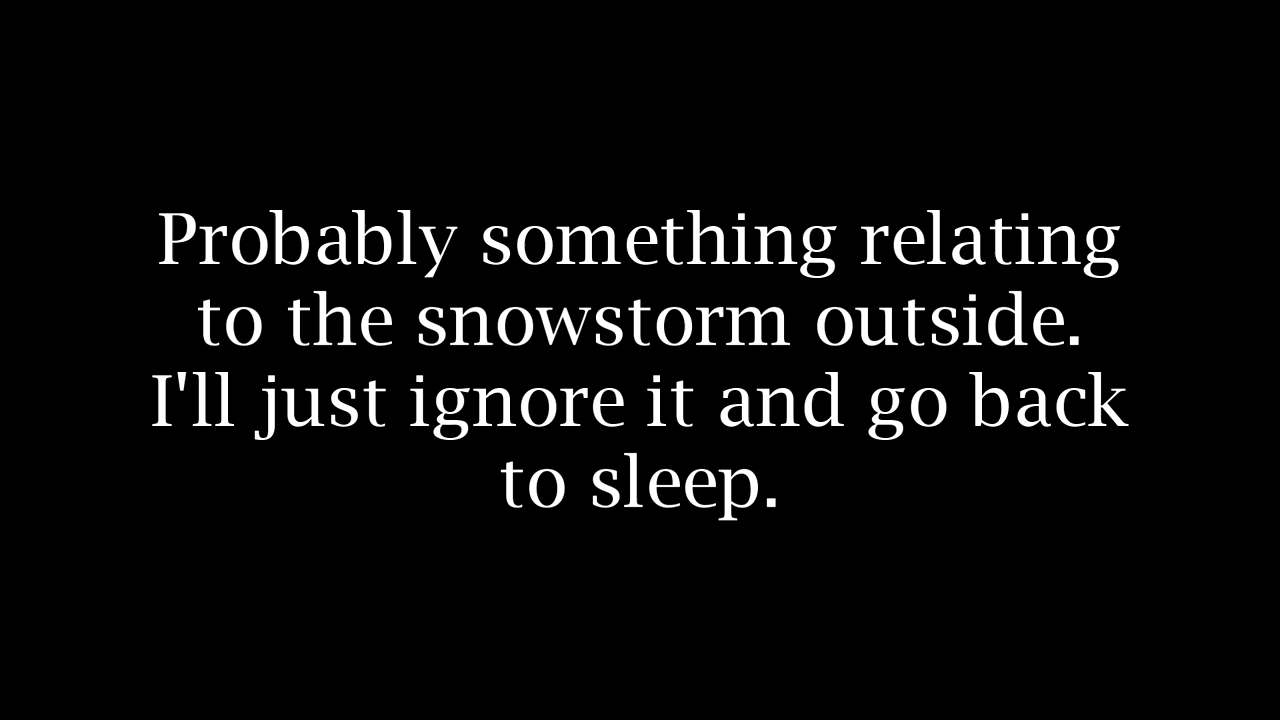 Probably something relating
to the snowstorm outside.
I'll just ignore it and go back
to sleep.